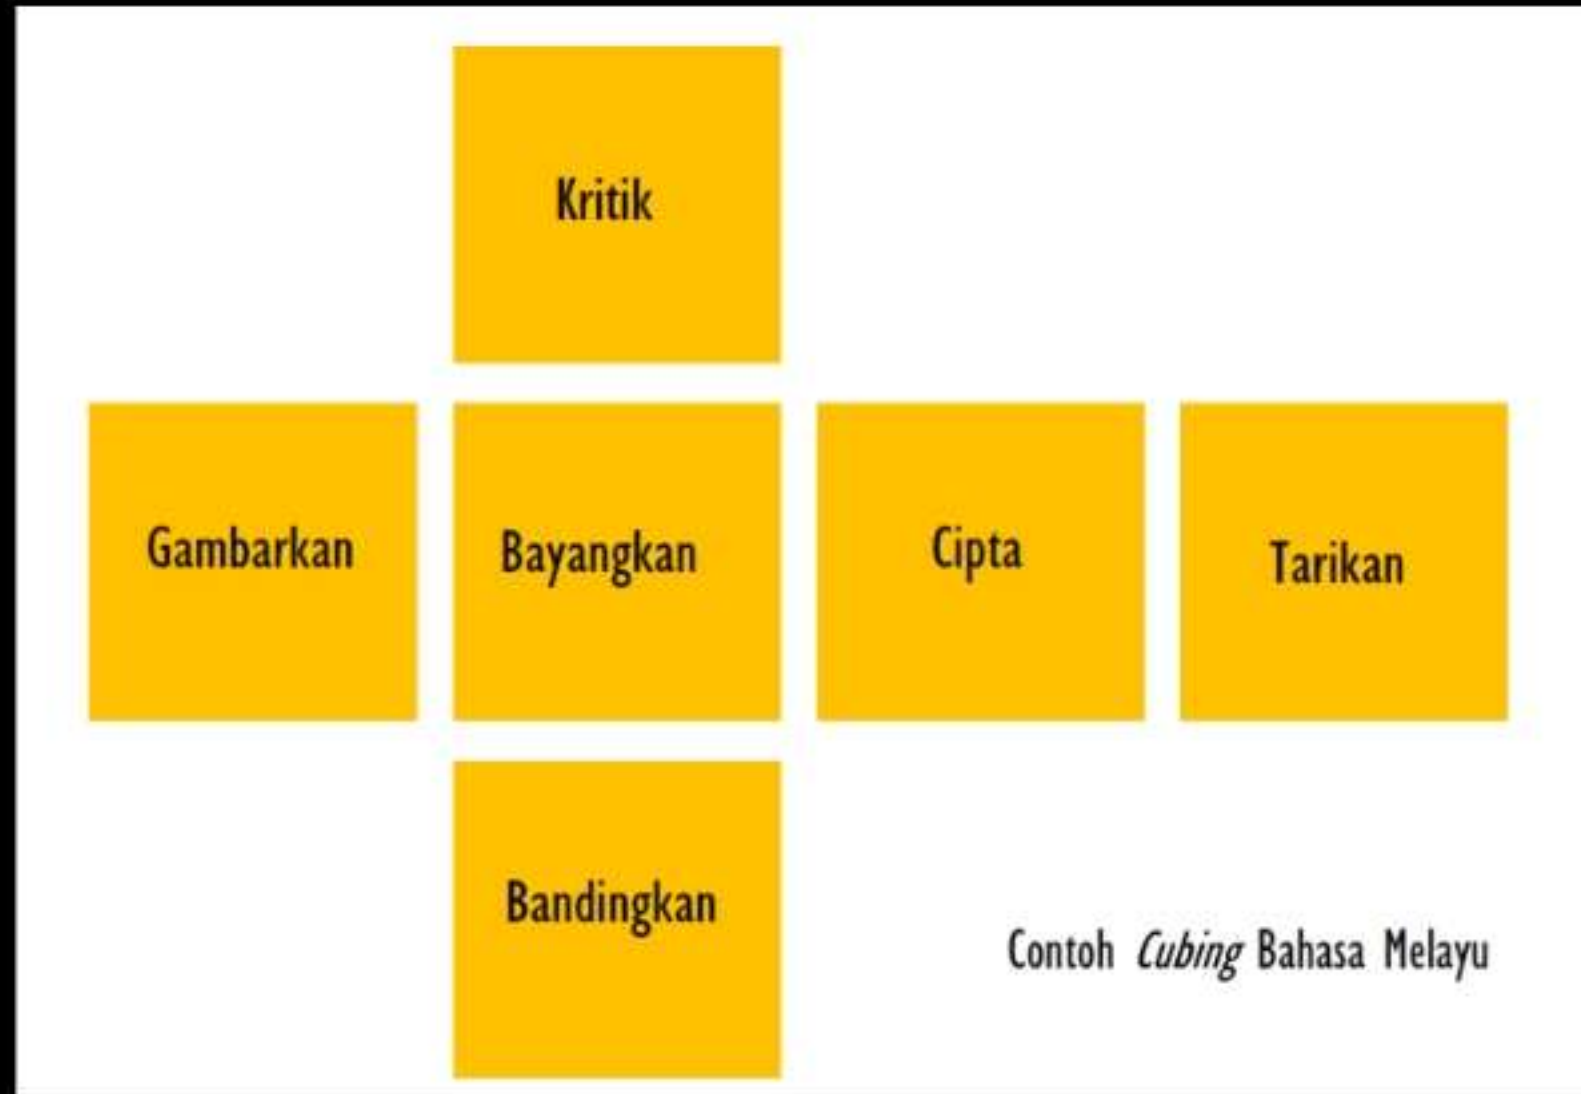 Kritik
Gambarkan
Bayangkan
Cipta
Tarikan
Bandingkan
Contoh Cubing Bahasa Melayu